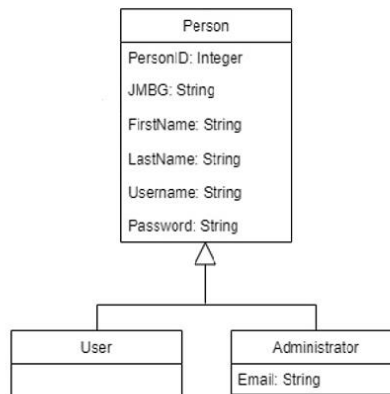 Person
PersonID: Integer
JMBG: String
FirstName: String
LastName: String
Username: String
Password: String
User
Administrator
Email: String